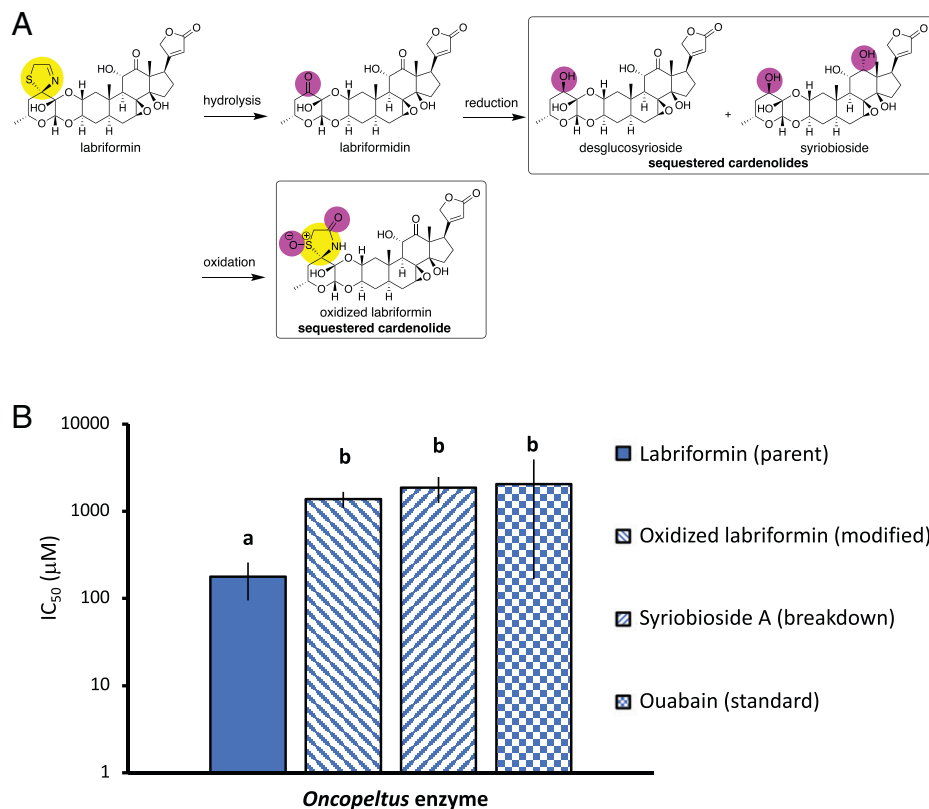 A
labriformin
hydrolysis
labriformidin
reduction
desglucosyrioside
+
syriobioside
sequestered cardenolides
oxidation
oxidized labriformin
sequestered cardenolide
B
IC50 (μM)
10000
1000
100
10
1
a
b
b
b
Oncopeltus enzyme
Labriformin (parent)
Oxidized labriformin (modified)
Syriobioside A (breakdown)
Ouabain (standard)